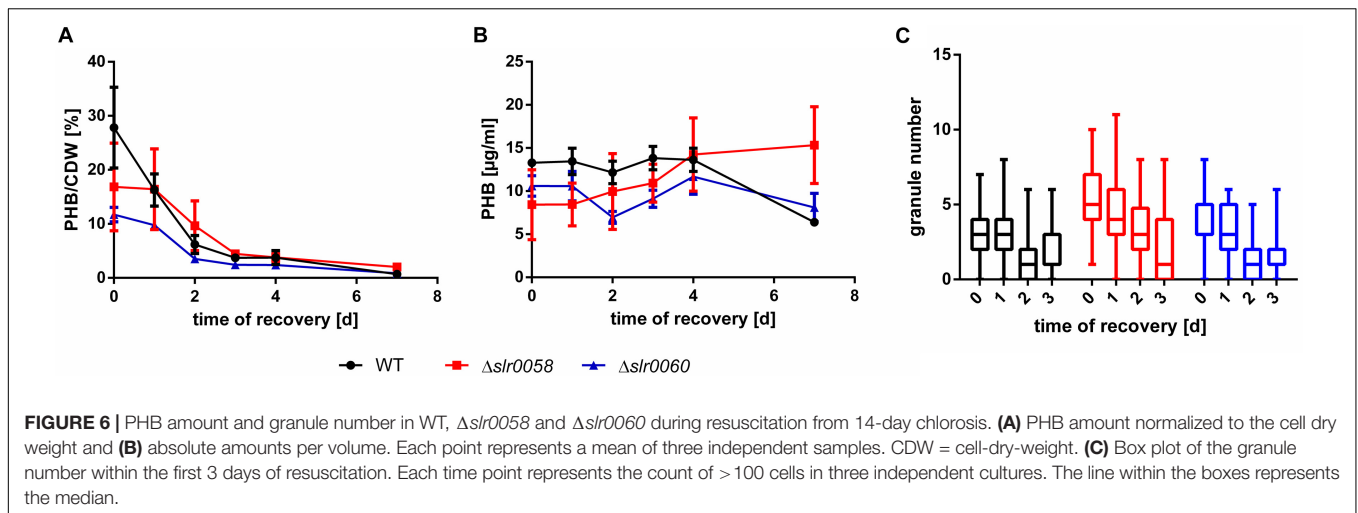 A
B
C
40
30
20
10
0
PHB/CDW [%]
0 2 4 6 8
time of recovery [d]
25
20
15
10
5
0
PHB [µg/ml]
0 2 4 6 8
time of recovery [d]
15
10
5
0
granule number
0 1 2 3 0 1 2 3 0 1 2 3
time of recovery [d]
WT Δslr0058 Δslr0060
FIGURE 6 | PHB amount and granule number in WT, Δslr0058 and Δslr0060 during resuscitation from 14-day chlorosis. (A) PHB amount normalized to the cell dry
weight and (B) absolute amounts per volume. Each point represents a mean of three independent samples. CDW = cell-dry-weight. (C) Box plot of the granule
number within the first 3 days of resuscitation. Each time point represents the count of >100 cells in three independent cultures. The line within the boxes represents
the median.